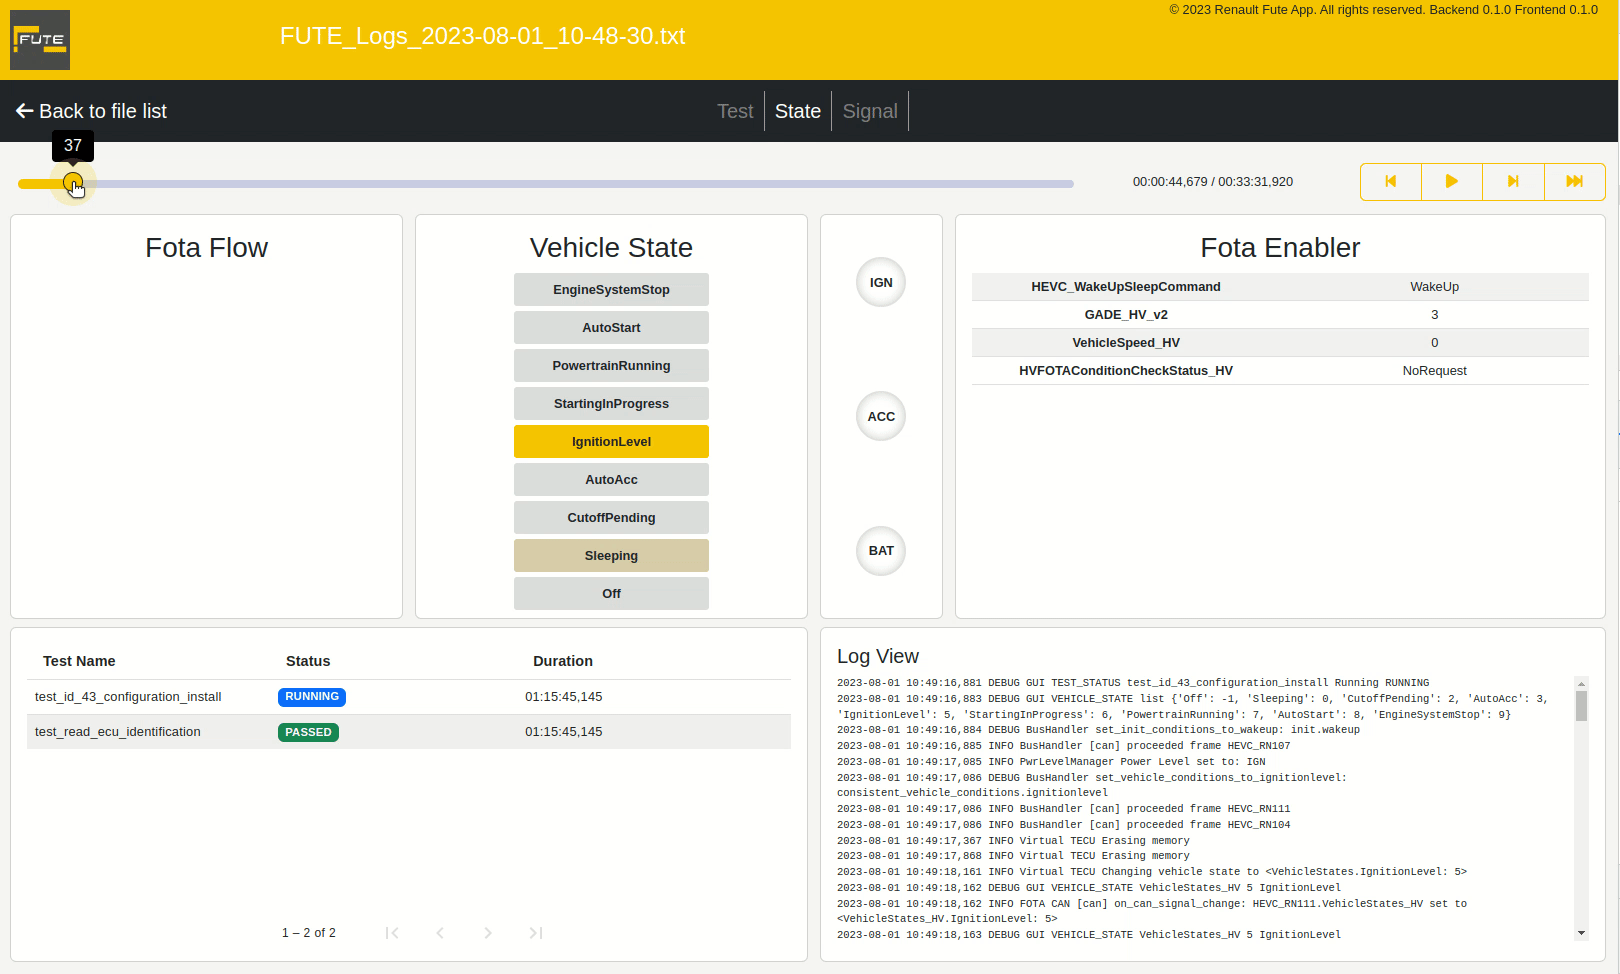 © 2023 Renault Fute App. All rights reserved. Backend 0.1.0 Frontend 0.1.0
FUTE
FUTE_Logs_2023-08-01_10-48-30.txt
Back to file list
Test
State
Signal
37
00:00:44,679 / 00:33:31,920
Fota Flow
Vehicle State
EngineSystemStop
AutoStart
PowertrainRunning
StartingInProgress
IgnitionLevel
AutoAcc
CutoffPending
Sleeping
Off
IGN
ACC
BAT
Fota Enabler
HEVC_WakeUpSleepCommand WakeUp
GADE_HV_v2 3
VehicleSpeed_HV 0
HVFOTAConditionCheckStatus_HV NoRequest
Test Name Status Duration
test_id_43_configuration_install RUNNING 01:15:45,145
test_read_ecu_identification PASSED 01:15:45,145
1 – 2 of 2
Log View
2023-08-01 10:49:16,881 DEBUG GUI TEST_STATUS test_id_43_configuration_install Running RUNNING
2023-08-01 10:49:16,883 DEBUG GUI VEHICLE_STATE list {'Off': -1, 'Sleeping': 0, 'CutoffPending': 2, 'AutoAcc': 3,
'IgnitionLevel': 5, 'StartingInProgress': 6, 'PowertrainRunning': 7, 'AutoStart': 8, 'EngineSystemStop': 9}
2023-08-01 10:49:16,884 DEBUG BusHandler set_init_conditions_to_wakeup: init.wakeup
2023-08-01 10:49:16,885 INFO BusHandler [can] proceeded frame HEVC_RN107
2023-08-01 10:49:17,085 INFO PwrLevelManager Power Level set to: IGN
2023-08-01 10:49:17,086 DEBUG BusHandler set_vehicle_conditions_to_ignitionlevel:
consistent_vehicle_conditions.ignitionlevel
2023-08-01 10:49:17,086 INFO BusHandler [can] proceeded frame HEVC_RN111
2023-08-01 10:49:17,086 INFO BusHandler [can] proceeded frame HEVC_RN104
2023-08-01 10:49:17,367 INFO Virtual TECU Erasing memory
2023-08-01 10:49:17,868 INFO Virtual TECU Erasing memory
2023-08-01 10:49:18,161 INFO Virtual TECU Changing vehicle state to <VehicleStates.IgnitionLevel: 5>
2023-08-01 10:49:18,162 DEBUG GUI VEHICLE_STATE VehicleStates_HV 5 IgnitionLevel
2023-08-01 10:49:18,162 INFO FOTA CAN [can] on_can_signal_change: HEVC_RN111.VehicleStates_HV set to
<VehicleStates_HV.IgnitionLevel: 5>
2023-08-01 10:49:18,163 DEBUG GUI VEHICLE_STATE VehicleStates_HV 5 IgnitionLevel